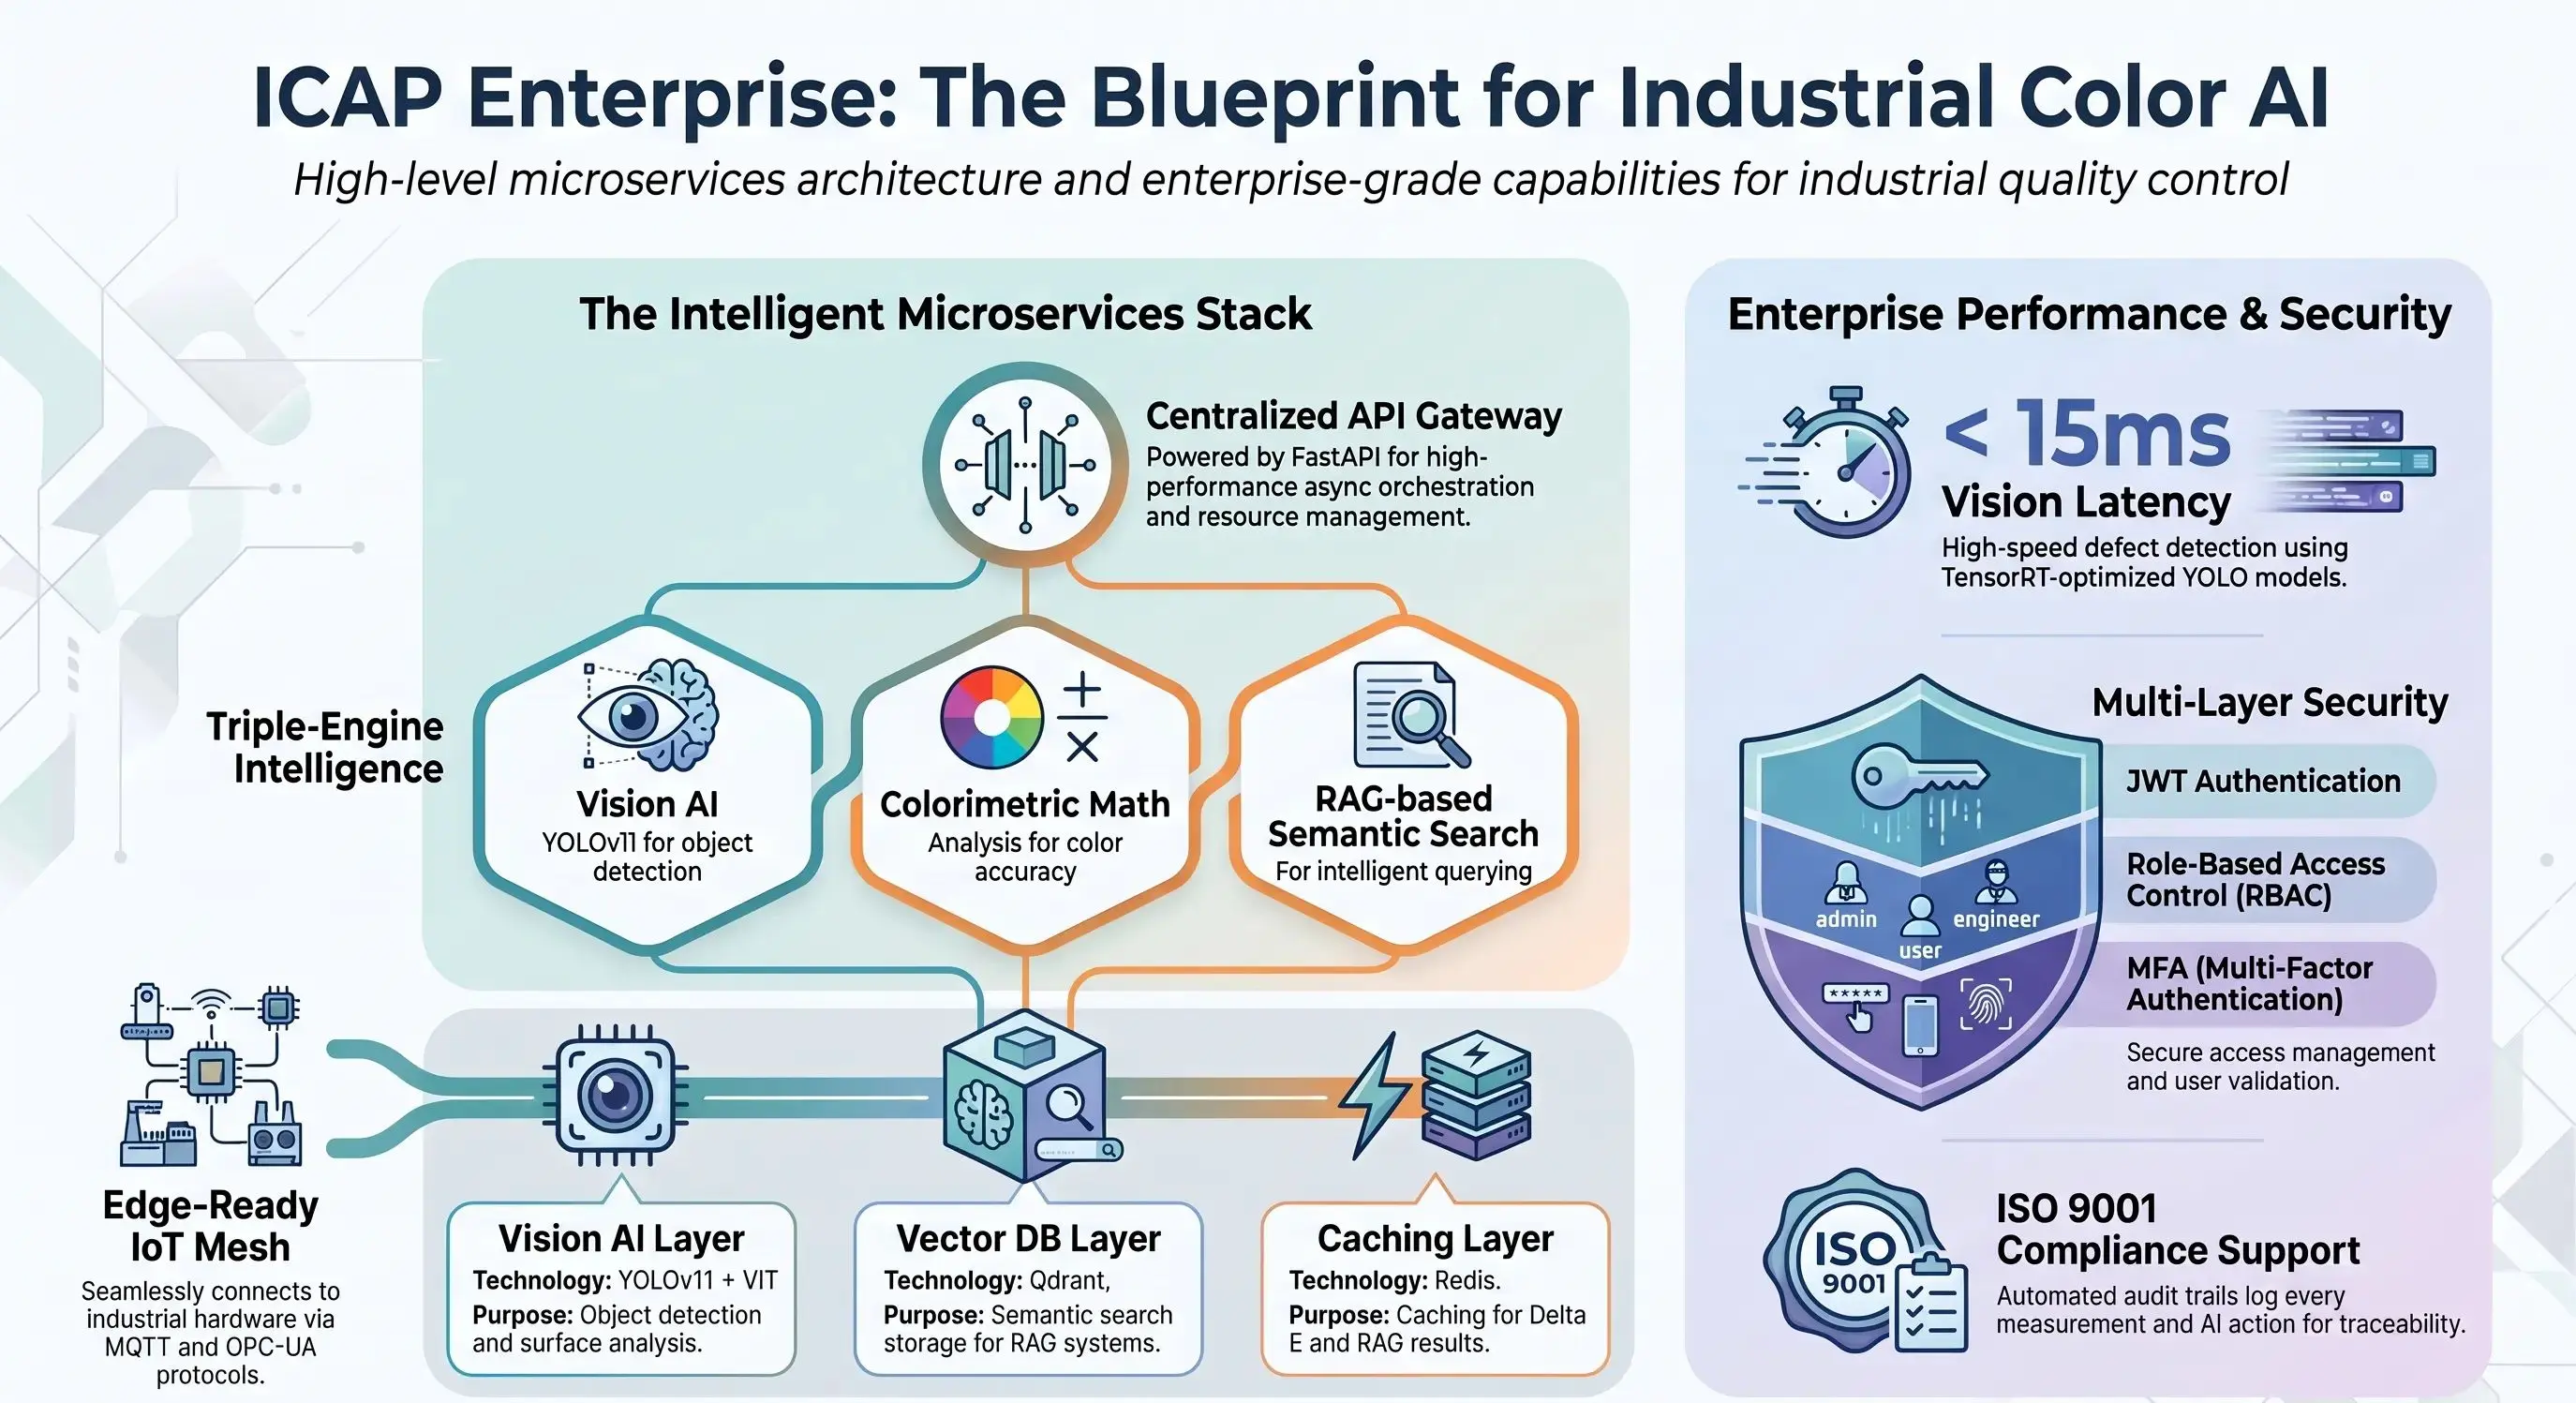 ICAP Enterprise: The Blueprint for Industrial Color AI
High-level microservices architecture and enterprise-grade capabilities for industrial quality control
The Intelligent Microservices Stack
Centralized API Gateway
Powered by FastAPI for high-
performance async orchestration
and resource management.
Triple-Engine
Intelligence
Vision AI
YOLOv11 for object
detection
Colorimetric Math
Analysis for color
accuracy
RAG-based
Semantic Search
For intelligent querying
Edge-Ready
IoT Mesh
Seamlessly connects to
industrial hardware via
MQTT and OPC-UA
protocols.
Vision AI Layer
Technology: YOLOv11 + VIT
Purpose: Object detection
and surface analysis.
Vector DB Layer
Technology: Qdrant,
Purpose: Semantic search
storage for RAG systems.
Caching Layer
Technology: Redis.
Purpose: Caching for Delta
E and RAG results.
Enterprise Performance & Security
< 15ms
Vision Latency
High-speed defect detection using
TensorRT-optimized YOLO models.
Multi-Layer Security
JWT Authentication
Role-Based Access
Control (RBAC)
admin
user
engineer
MFA (Multi-Factor
Authentication)
*****
Secure access management
and user validation.
ISO
9001
ISO 9001
Compliance Support
Automated audit trails log every
measurement and AI action for traceability.